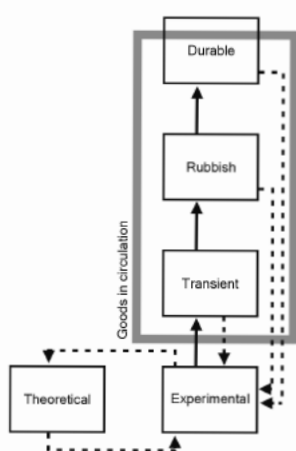 Durable
Rubbish
Goods in circulation
Transient
Theoretical
Experimental